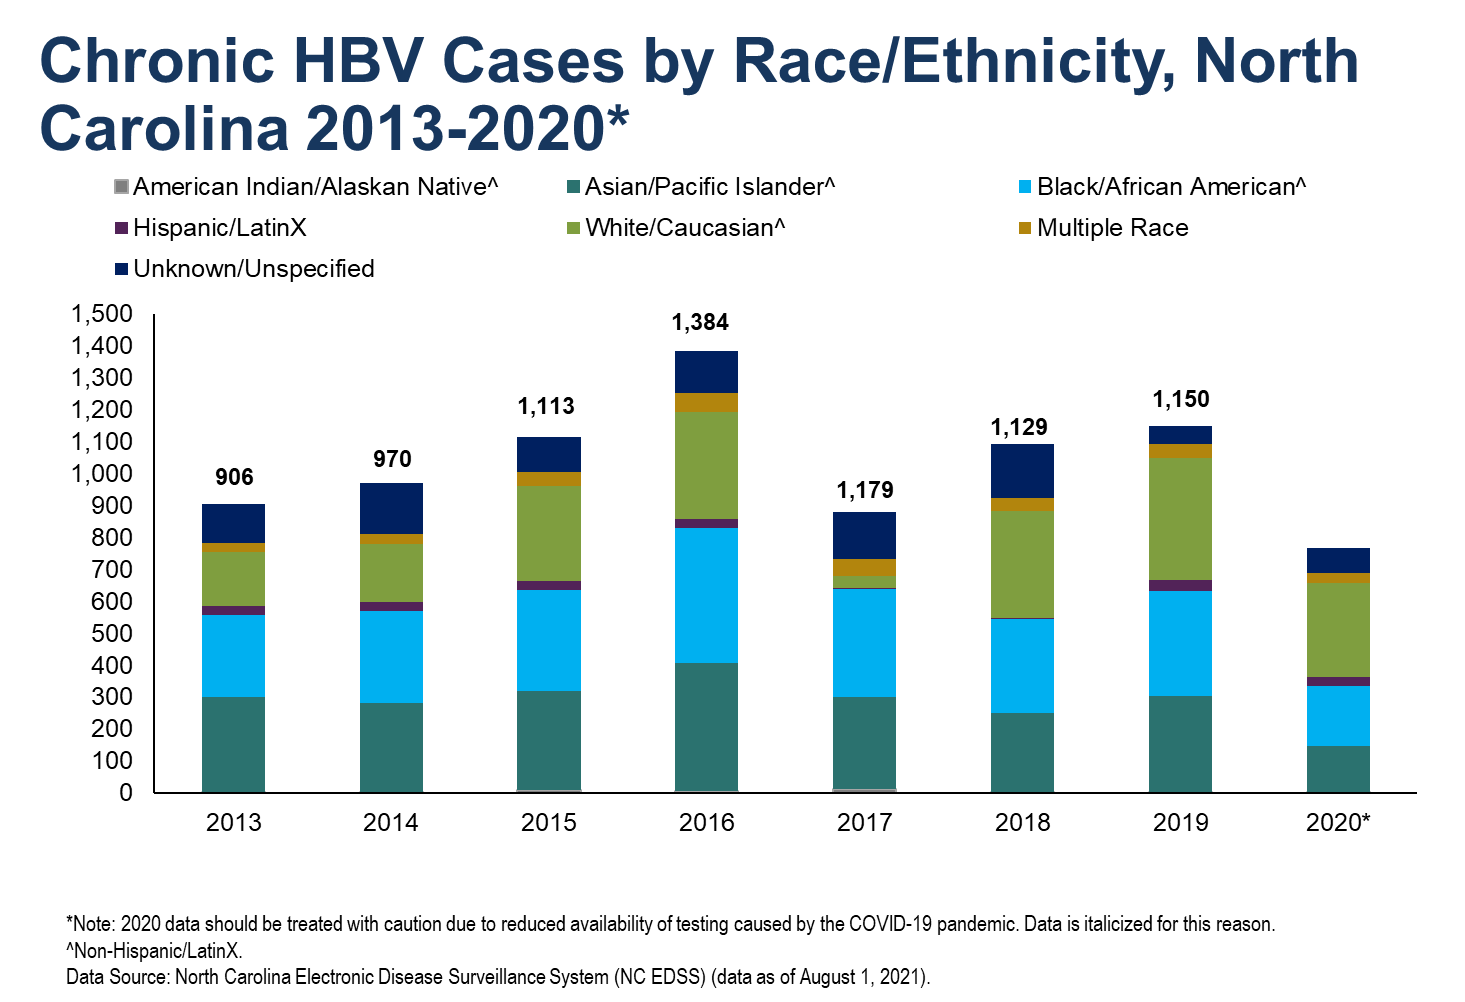 Chronic HBV Cases by Race/Ethnicity, North
Carolina 2013-2020*
American Indian/Alaskan Native^
Asian/Pacific Islander^
Black/African American^
Hispanic/LatinX
White/Caucasian^
Multiple Race
Unknown/Unspecified
1,500
1,400
1,300
1,200
1,100
1,000
900
800
700
600
500
400
300
200
100
0
906
970
1,113
1,384
1,179
1,129
1,150
2013
2014
2015
2016
2017
2018
2019
2020*
*Note: 2020 data should be treated with caution due to reduced availability of testing caused by the COVID-19 pandemic. Data is italicized for this reason.
^Non-Hispanic/LatinX.
Data Source: North Carolina Electronic Disease Surveillance System (NC EDSS) (data as of August 1, 2021).